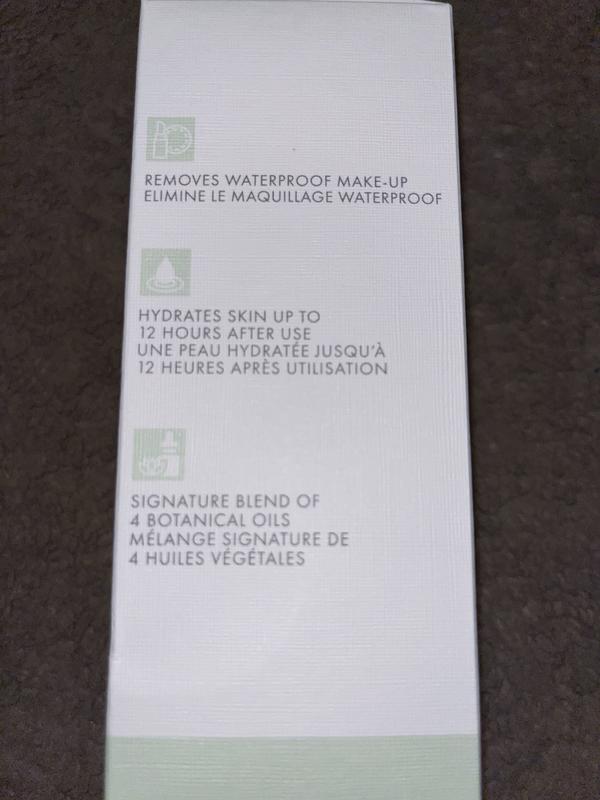 REMOVES WATERPROOF MAKE-UP
ELIMINE LE MAQUILLAGE WATERPROOF
HYDRATES SKIN UP TO
12 HOURS AFTER USE
UNE PEAU HYDRATÉE JUSQU'À
12 HEURES APRÈS UTILISATION
SIGNATURE BLEND OF
4 BOTANICAL OILS
MÉLANGE SIGNATURE DE
4 HUILES VÉGÉTALES